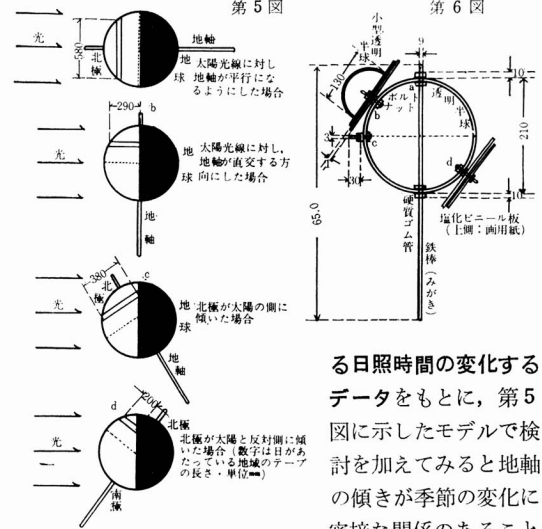 第5図
光
580
北極
地軸
地球
太陽光線に対し
地軸が平行にな
るようにした場合
290
b
光
地球
太陽光線に対し,
地軸が直交する方
向にした場合
地軸
380
c
北極
光
地球
北極が太陽の側に
傾いた場合
地軸
200
d
北極
光
北極が太陽と反対側に傾
いた場合(数字は日があ
たっている地域のテープ
の長さ・単位㎜)
南極
第6図
小型透明半球
9
130
10
a
ボルト
ナット
透明半球
b
3
c
30
210
d
10
65.0
塩化ビニール板
(上側:画用紙)
硬質ゴム管
鉄棒(みがき)
る日照時間の変化する
データをもとに,第5
図に示したモデルで検
討を加えてみると地軸
の傾きが季節の変化に
密接な関係のあること